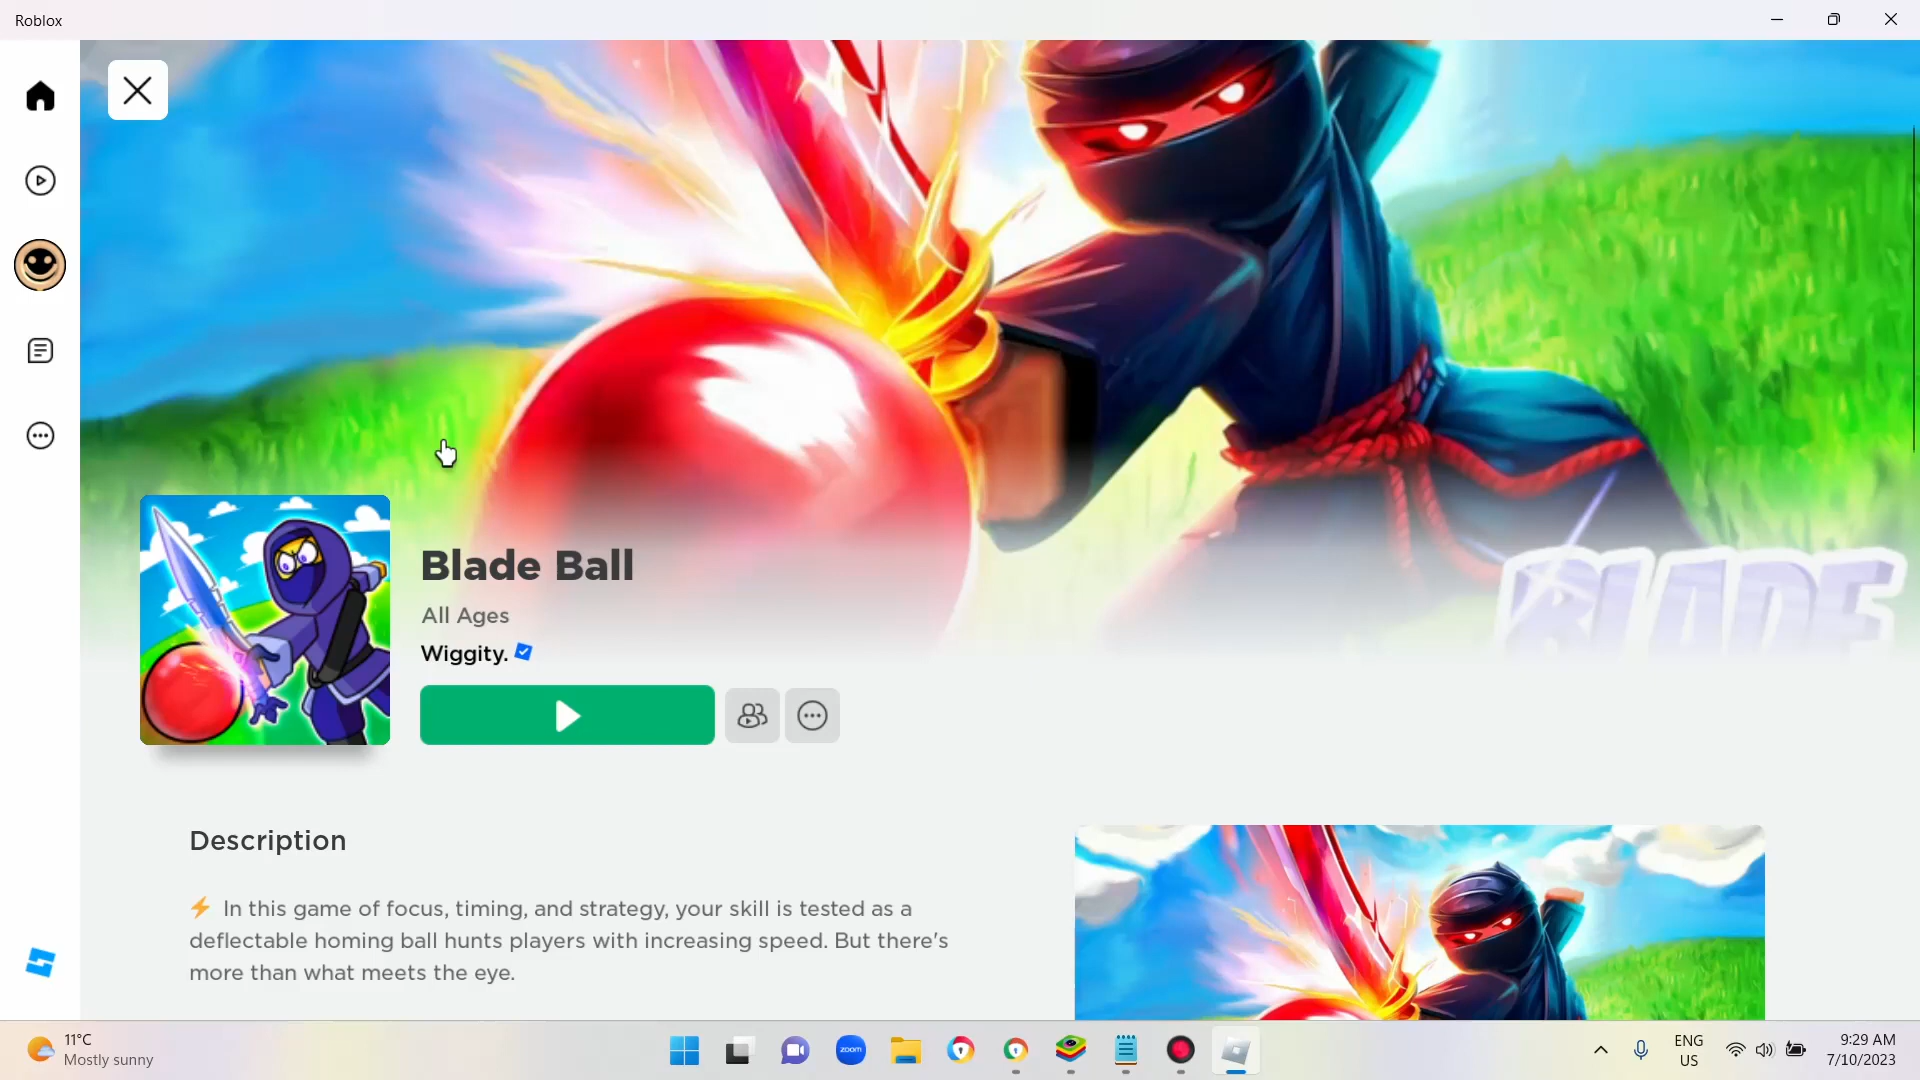 Roblox
Blade Ball
All Ages
Wiggity.
BLADE
Description
⚡ In this game of focus, timing, and strategy, your skill is tested as a
deflectable homing ball hunts players with increasing speed. But there's
more than what meets the eye.
11°C
Mostly sunny
zoom
ENG
US
9:29 AM
7/10/2023